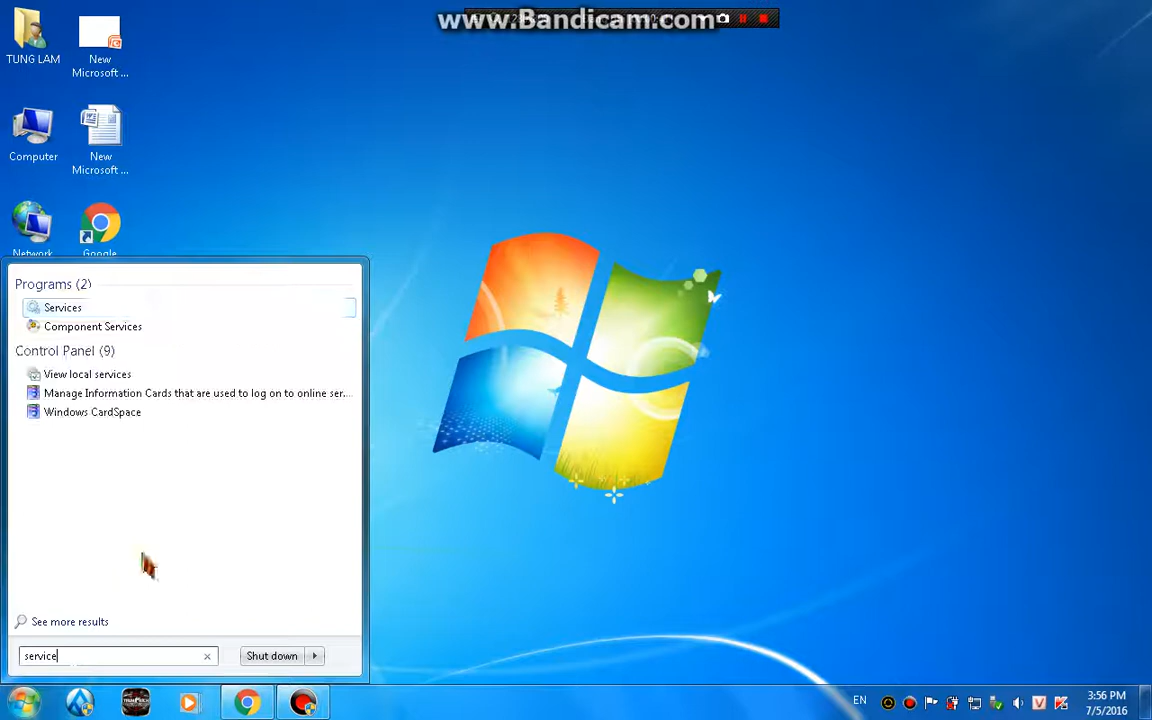 www.Bandicam.com
TUNG LAM
New
Microsoft ...
Computer
New
Microsoft ...
Network
Google
Programs (2)
Services
Component Services
Control Panel (9)
View local services
Manage Information Cards that are used to log on to online ser...
Windows CardSpace
See more results
service
Shut down
EN
3:56 PM
7/5/2016